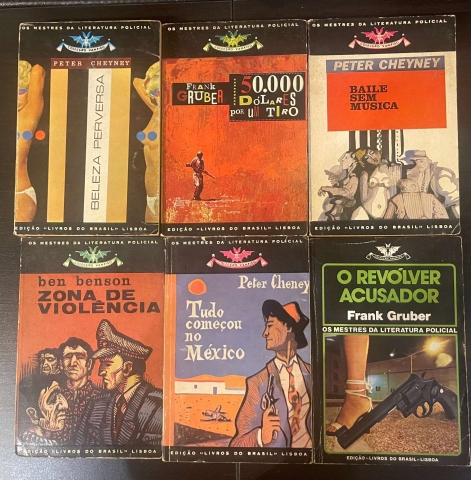 OS MESTRES DA LITERATURA POLICIAL
PETER CHEYNEY
BELEZA PERVERSA
EDIÇÃO "LIVROS DO BRASIL" LISBOA
OS MESTRES DA LITERATURA POLICIAL
FRANK
GRUBER
50.000
DÓLARES
POR UM TIRO
EDIÇÃO "LIVROS DO BRASIL" LISBOA
OS MESTRES DA LITERATURA POLICIAL
PETER CHEYNEY
BAILE
SEM
MUSICA
EDIÇÃO "LIVROS DO BRASIL" LISBOA
OS MESTRES DA LITERATURA POLICIAL
ben benson
ZONA DE
VIOLÊNCIA
EDIÇÃO "LIVROS DO BRASIL" LISBOA
OS MESTRES DA LITERATURA POLICIAL
Peter Cheney
Tudo
começou
no
México
EDIÇÃO "LIVROS DO BRASIL" LISBOA
O REVÓLVER
ACUSADOR
Frank Gruber
OS MESTRES DA LITERATURA POLICIAL
EDIÇÃO "LIVROS DO BRASIL" LISBOA